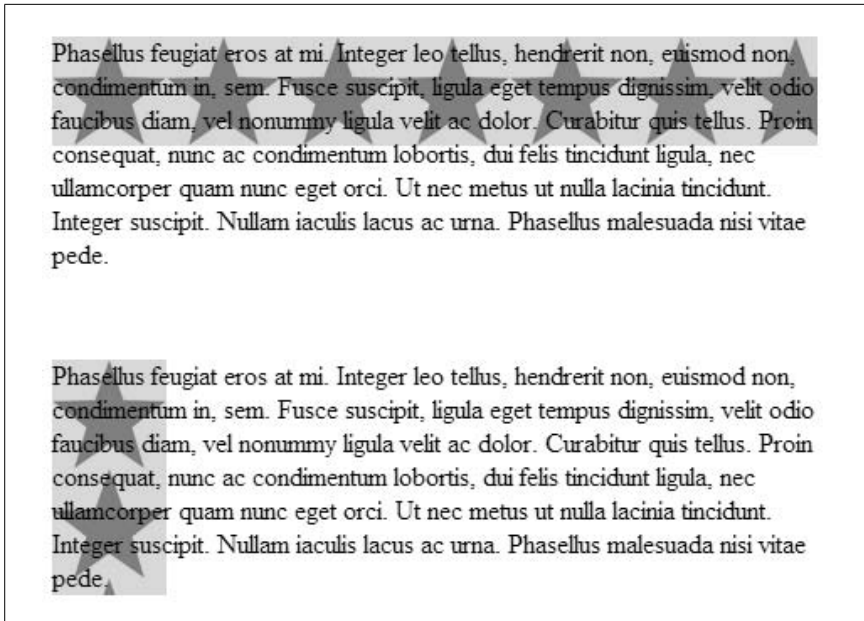 Phasellus feugiat eros at mi. Integer leo tellus, hendrerit non, euismod non,
condimentum in, sem. Fusce suscipit, ligula eget tempus dignissim, velit odio
faucibus diam, vel nonummy ligula velit ac dolor. Curabitur quis tellus. Proin
consequat, nunc ac condimentum lobortis, dui felis tincidunt ligula, nec
ullamcorper quam nunc eget orci. Ut nec metus ut nulla lacinia tincidunt.
Integer suscipit. Nullam iaculis lacus ac urna. Phasellus malesuada nisi vitae
pede.
Phasellus feugiat eros at mi. Integer leo tellus, hendrerit non, euismod non,
condimentum in, sem. Fusce suscipit, ligula eget tempus dignissim, velit odio
faucibus diam, vel nonummy ligula velit ac dolor. Curabitur quis tellus. Proin
consequat, nunc ac condimentum lobortis, dui felis tincidunt ligula, nec
ullamcorper quam nunc eget orci. Ut nec metus ut nulla lacinia tincidunt.
Integer suscipit. Nullam iaculis lacus ac urna. Phasellus malesuada nisi vitae
pede.